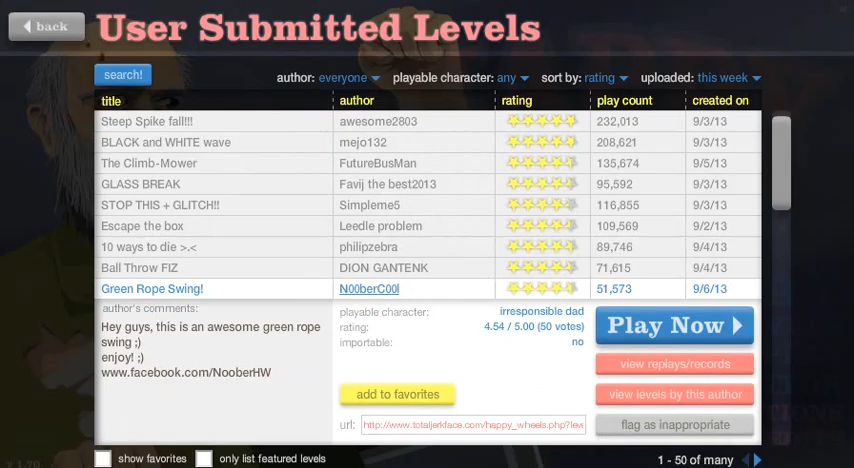 back
User Submitted Levels
search!
author: everyone playable character: any sort by: rating uploaded: this week
title author rating play count created on
Steep Spike fall!!! awesome2803 232,013 9/3/13
BLACK and WHITE wave mejo132 208,621 9/3/13
The Climb-Mower FutureBusMan 135,674 9/5/13
GLASS BREAK Favij the best2013 95,592 9/3/13
STOP THIS + GLITCH!! Simpleme5 116,855 9/3/13
Escape the box Leedle problem 109,569 9/2/13
10 ways to die >.< philipzebra 89,746 9/4/13
Ball Throw FIZ DION GANTENK 71,615 9/4/13
Green Rope Swing! N00berC00l 51,573 9/6/13
author's comments:
Hey guys, this is an awesome green rope
swing ;)
enjoy! ;)
www.facebook.com/NooberHW
playable character: irresponsible dad
rating: 4.54 / 5.00 (50 votes)
importable: no
add to favorites
url: http://www.totaljerkface.com/happy_wheels.php?leve
Play Now
view replays/records
view levels by this author
flag as inappropriate
show favorites only list featured levels
1 - 50 of many
v 1.70